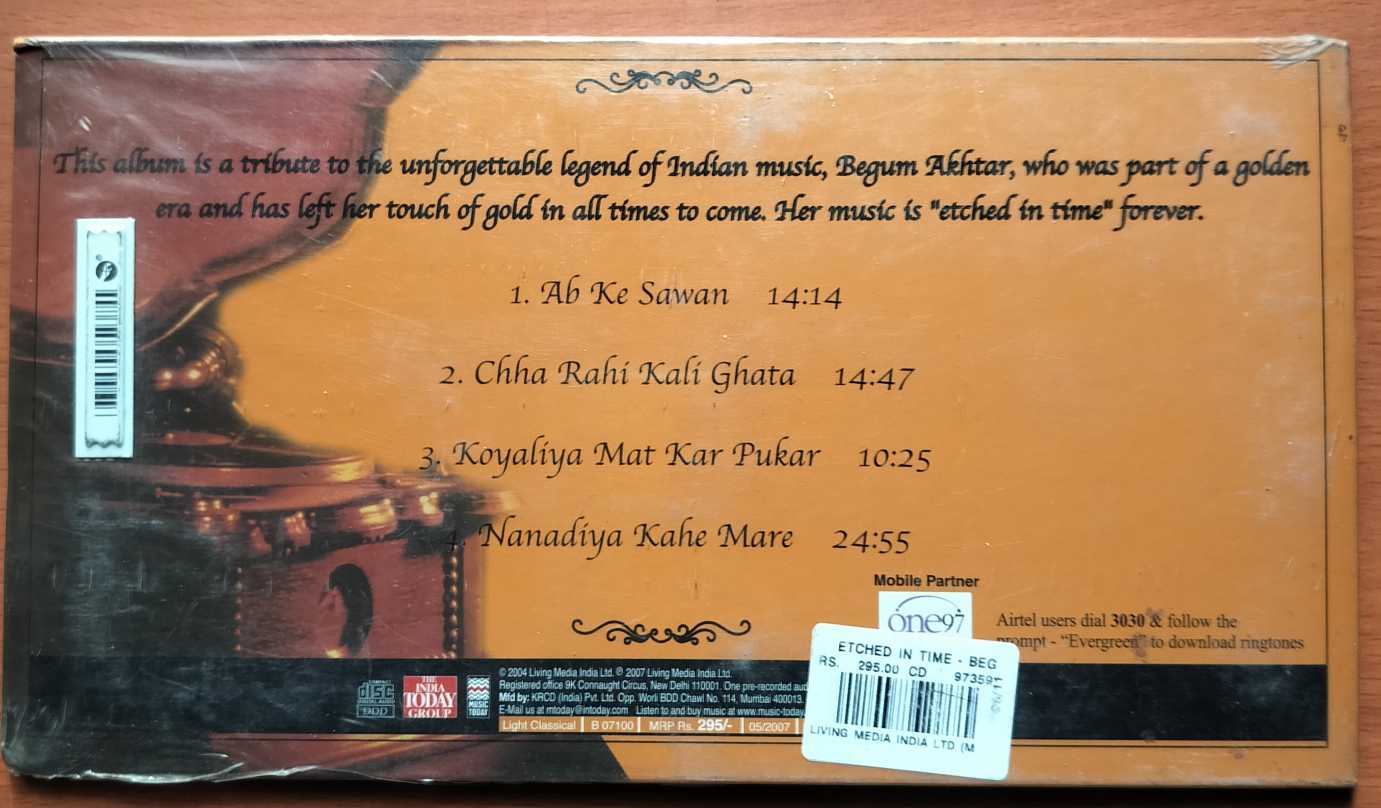 This album is a tribute to the unforgettable legend of Indian music, Begum Akhtar, who was part of a golden
era and has left her touch of gold in all times to come. Her music is "etched in time" forever.
1. Ab Ke Sawan 14:14
2. Chha Rahi Kali Ghata 14:47
3. Koyaliya Mat Kar Pukar 10:25
4. Nanadiya Kahe Mare 24:55
Mobile Partner
one97
Airtel users dial 3030 & follow the
prompt - “Evergreen” to download ringtones
ETCHED IN TIME - BEG
RS. 295.00 CD 973591
LIVING MEDIA INDIA LTD (M
COMPACT
disc
DIGITAL AUDIO
DDD
THE
INDIA
TODAY
GROUP
MUSIC
TODAY
© 2004 Living Media India Ltd. ℗ 2007 Living Media India Ltd.
Registered office 9K Connaught Circus, New Delhi 110001. One pre-recorded
Mfd by: KRCD (India) Pvt. Ltd. Opp. Worli BDD Chawl No. 114, Mumbai 400013.
E-Mail us at mtoday@intoday.com Listen to and buy music at www.music-today.
Light Classical B 07100 MRP Rs. 295/- 05/2007